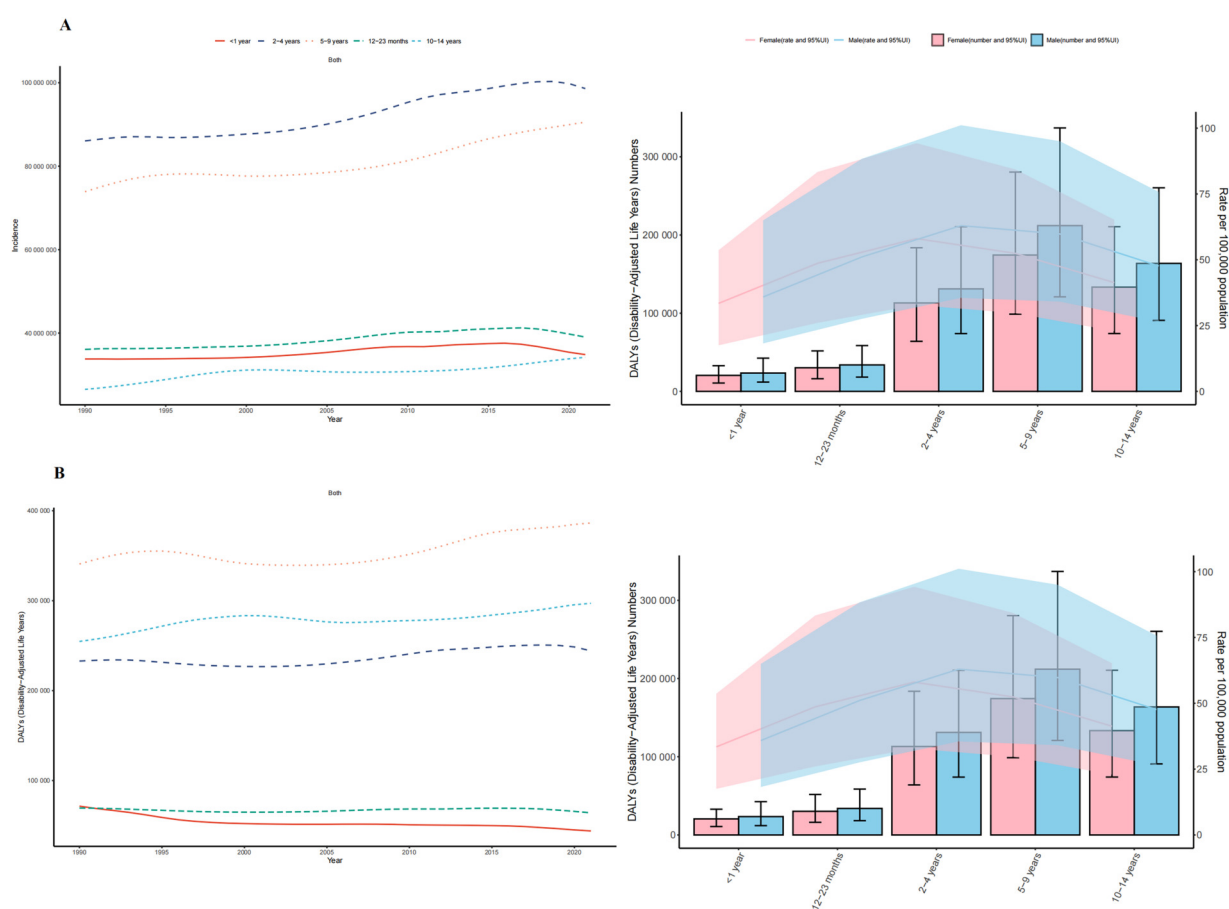 A
<1 year 2−4 years 5−9 years 12−23 months 10−14 years
Both
100 000 000
80 000 000
60 000 000
40 000 000
Incidence
1990 1995 2000 2005 2010 2015 2020
Year
Female(rate and 95%UI) Male(rate and 95%UI) Female(number and 95%UI) Male(number and 95%UI)
DALYs (Disability−Adjusted Life Years) Numbers
300 000
200 000
100 000
0
100
75
50
25
0
Rate per 100,000 population
<1 year
12−23 months
2−4 years
5−9 years
10−14 years
B
Both
400 000
300 000
200 000
100 000
DALYs (Disability−Adjusted Life Years)
1990 1995 2000 2005 2010 2015 2020
Year
DALYs (Disability−Adjusted Life Years) Numbers
300 000
200 000
100 000
0
100
75
50
25
0
Rate per 100,000 population
<1 year
12−23 months
2−4 years
5−9 years
10−14 years